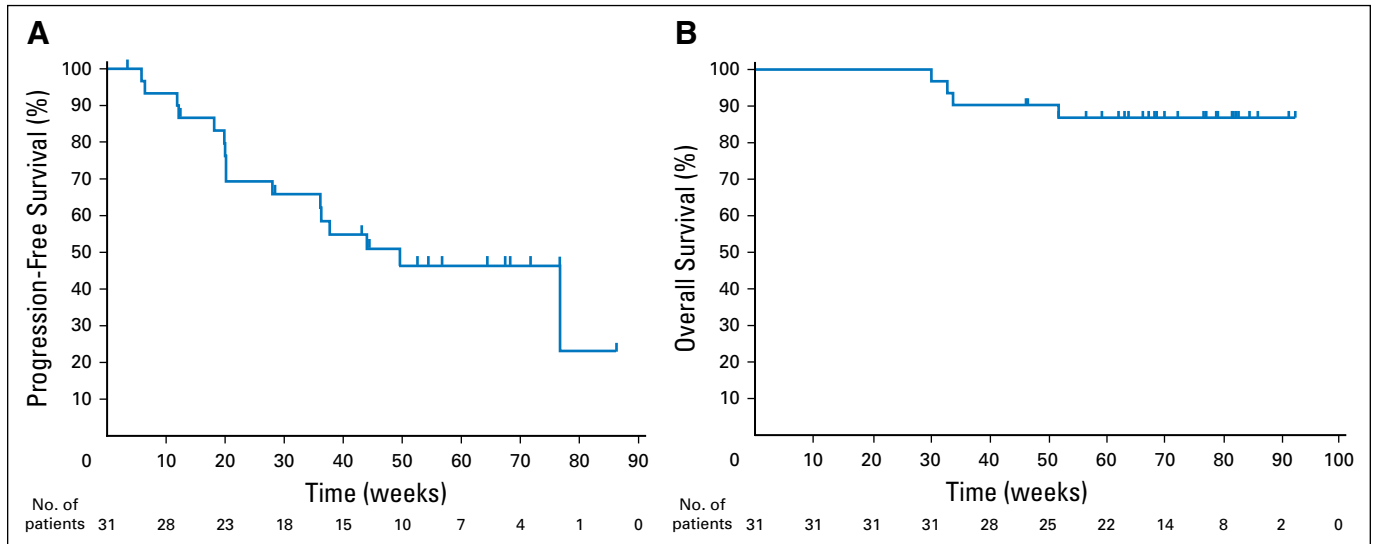 A
Progression-Free Survival (%)
100
90
80
70
60
50
40
30
20
10
0 10 20 30 40 50 60 70 80 90
Time (weeks)
No. of
patients 31 28 23 18 15 10 7 4 1 0
B
Overall Survival (%)
100
90
80
70
60
50
40
30
20
10
0 10 20 30 40 50 60 70 80 90 100
Time (weeks)
No. of
patients 31 31 31 31 28 25 22 14 8 2 0